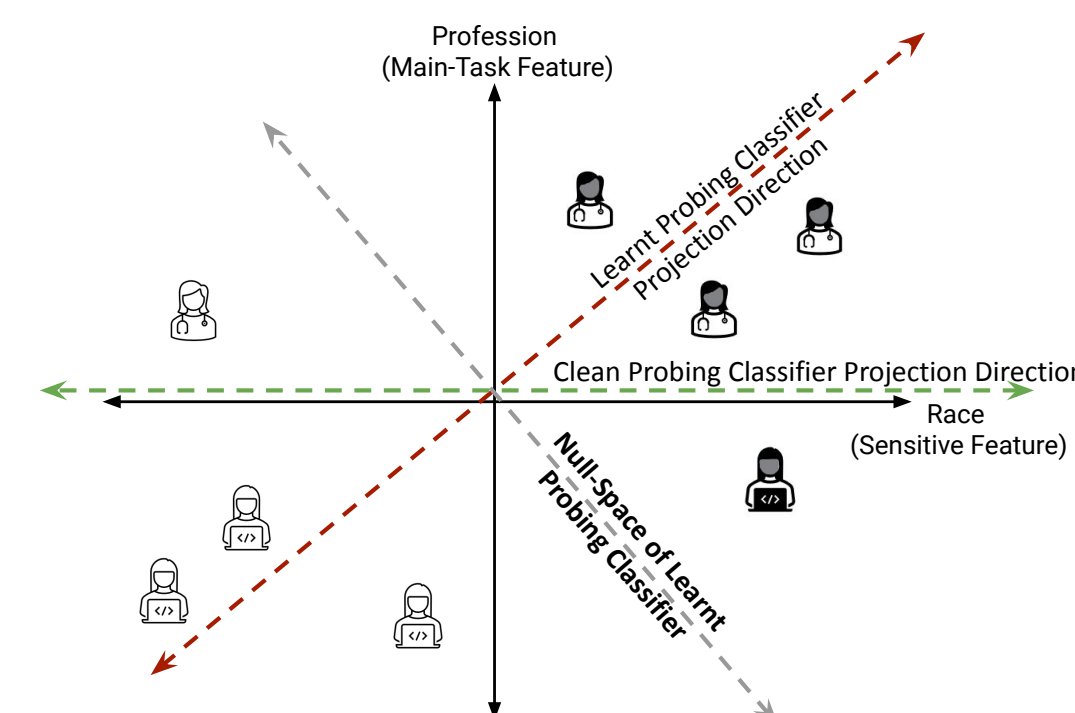 Profession
(Main-Task Feature)
Learnt Probing Classifier
Projection Direction
Clean Probing Classifier Projection Direction
Race
(Sensitive Feature)
Null-Space of Learnt
Probing Classifier
</>
</>
</>
</>